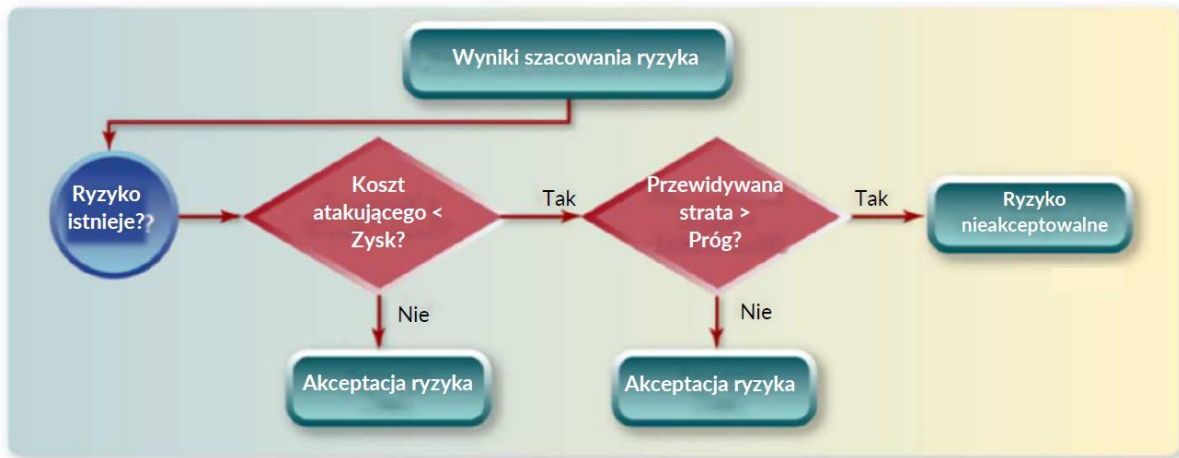 Wyniki szacowania ryzyka
Ryzyko
istnieje??
Koszt
atakującego <
Zysk?
Tak
Przewidywana
strata >
Próg?
Tak
Ryzyko
nieakceptowalne
Nie
Nie
Akceptacja ryzyka
Akceptacja ryzyka